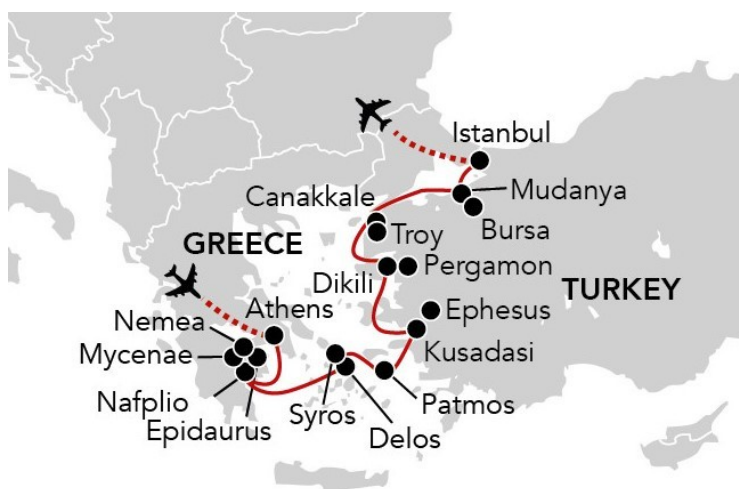 Istanbul
Canakkale
Mudanya
Bursa
Troy
GREECE
Dikili
Pergamon
TURKEY
Athens
Ephesus
Nemea
Kusadasi
Mycenae
Nafplio
Syros
Patmos
Epidaurus
Delos